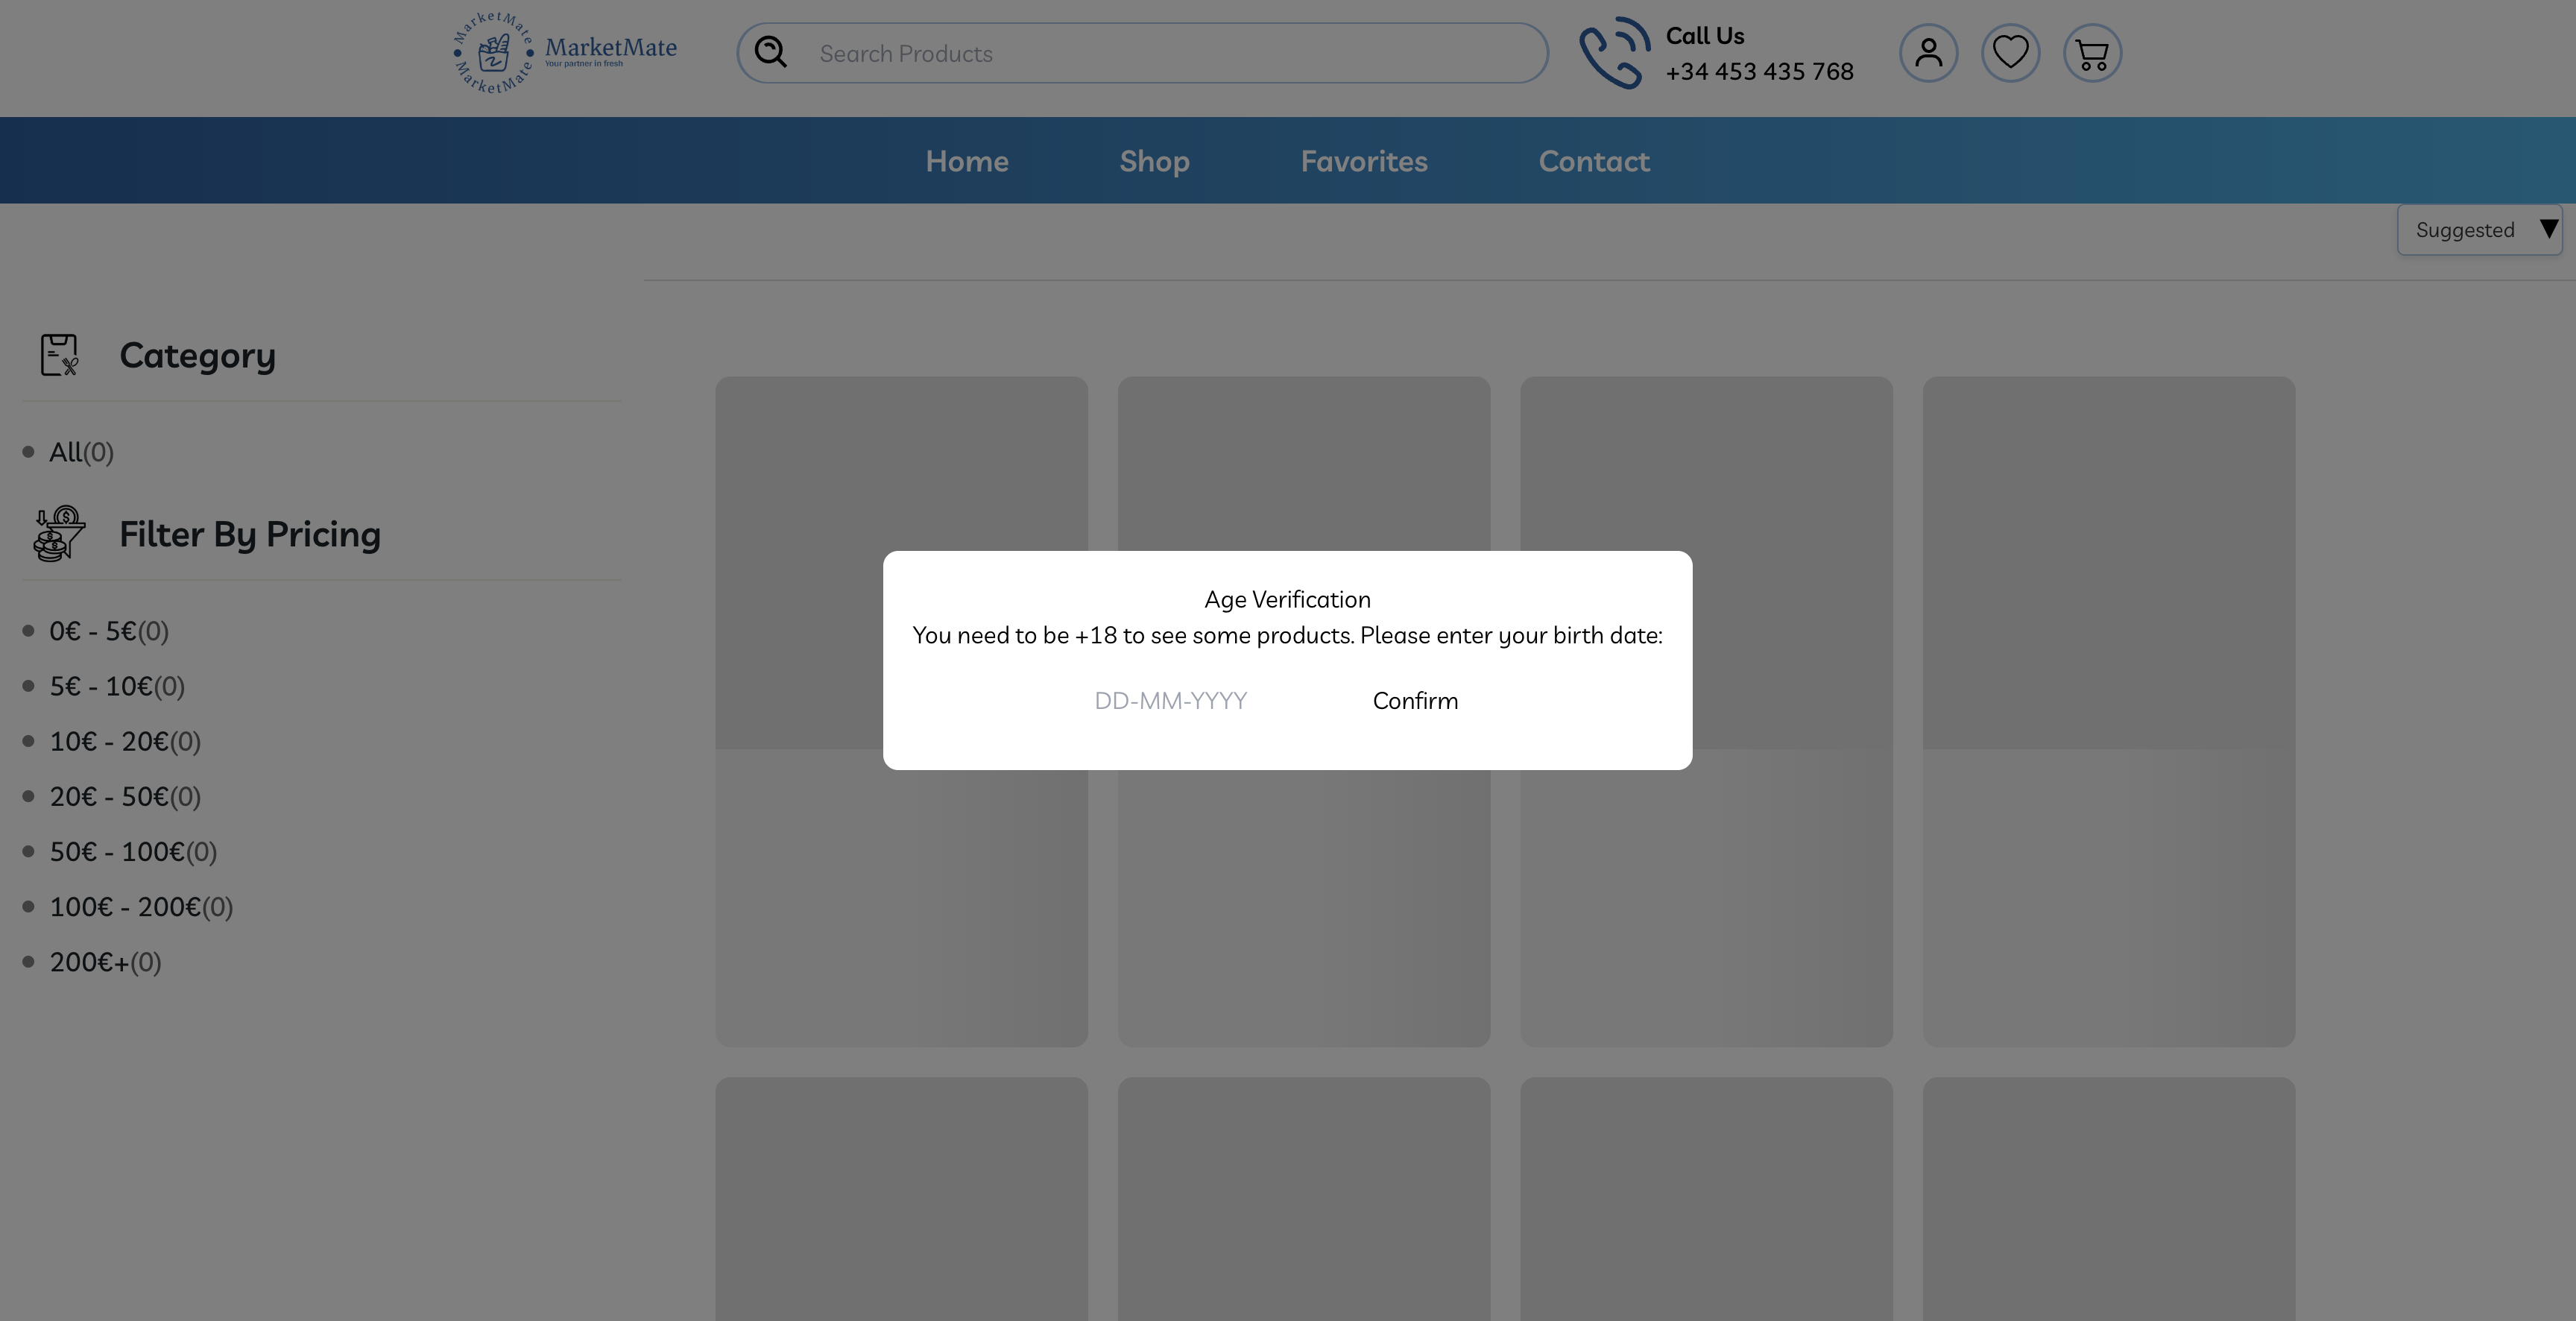 MarketMate
MarketMate
MarketMate
Your partner in fresh
Search Products
Call Us
+34 453 435 768
Home
Shop
Favorites
Contact
Suggested
Category
All(0)
Filter By Pricing
0€ - 5€(0)
5€ - 10€(0)
10€ - 20€(0)
20€ - 50€(0)
50€ - 100€(0)
100€ - 200€(0)
200€+(0)
Age Verification
You need to be +18 to see some products. Please enter your birth date:
DD-MM-YYYY
Confirm